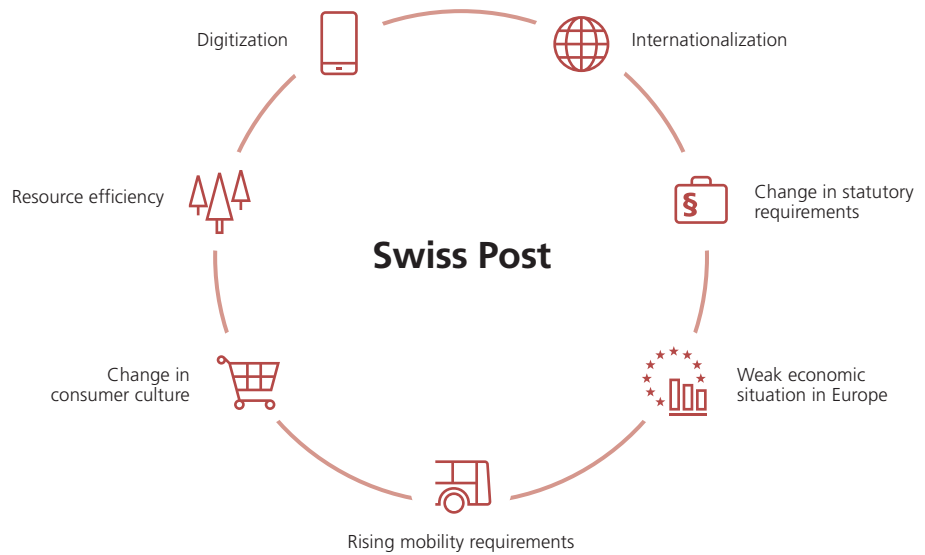 Digitization
Internationalization
Resource efficiency
§
Change in statutory
requirements
Swiss Post
Change in
consumer culture
Weak economic
situation in Europe
Rising mobility requirements